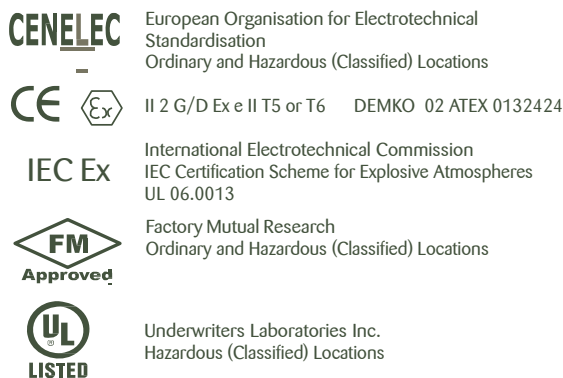 CENELEC
European Organisation for Electrotechnical
Standardisation
Ordinary and Hazardous (Classified) Locations
CE Ex II 2 G/D Ex e II T5 or T6 DEMKO 02 ATEX 0132424
IEC Ex
International Electrotechnical Commission
IEC Certification Scheme for Explosive Atmospheres
UL 06.0013
FM
Approved
Factory Mutual Research
Ordinary and Hazardous (Classified) Locations
UL ®
LISTED
Underwriters Laboratories Inc.
Hazardous (Classified) Locations